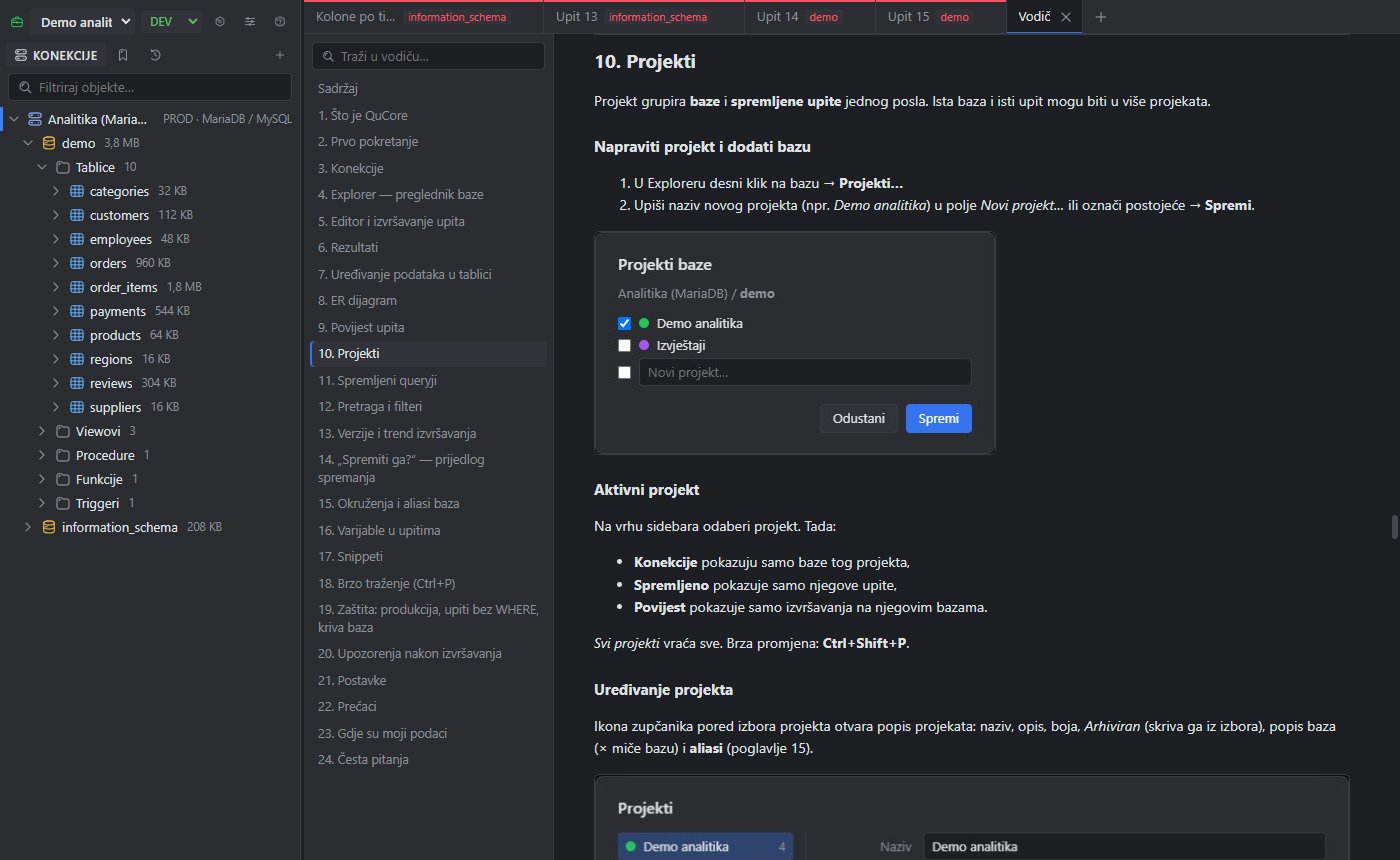 Demo analit
DEV
KONEKCIJE
Filtriraj objekte...
Analitika (Maria... PROD · MariaDB / MySQL
demo 3,8 MB
Tablice 10
categories 32 KB
customers 112 KB
employees 48 KB
orders 960 KB
order_items 1,8 MB
payments 544 KB
products 64 KB
regions 16 KB
reviews 304 KB
suppliers 16 KB
Viewovi 3
Procedure 1
Funkcije 1
Triggeri 1
information_schema 208 KB
Kolone po ti... information_schema
Upit 13 information_schema
Upit 14 demo
Upit 15 demo
Vodič
Traži u vodiču...
Sadržaj
1. Što je QuCore
2. Prvo pokretanje
3. Konekcije
4. Explorer — preglednik baze
5. Editor i izvršavanje upita
6. Rezultati
7. Uređivanje podataka u tablici
8. ER dijagram
9. Povijest upita
10. Projekti
11. Spremljeni queryji
12. Pretraga i filteri
13. Verzije i trend izvršavanja
14. „Spremiti ga?“ — prijedlog
spremanja
15. Okruženja i aliasi baza
16. Varijable u upitima
17. Snippeti
18. Brzo traženje (Ctrl+P)
19. Zaštita: produkcija, upiti bez WHERE,
kriva baza
20. Upozorenja nakon izvršavanja
21. Postavke
22. Prečaci
23. Gdje su moji podaci
24. Česta pitanja
10. Projekti
Projekt grupira baze i spremljene upite jednog posla. Ista baza i isti upit mogu biti u više projekata.
Napraviti projekt i dodati bazu
1. U Exploreru desni klik na bazu → Projekti...
2. Upiši naziv novog projekta (npr. Demo analitika) u polje Novi projekt... ili označi postojeće → Spremi.
Projekti baze
Analitika (MariaDB) / demo
Demo analitika
Izvještaji
Novi projekt...
Odustani
Spremi
Aktivni projekt
Na vrhu sidebara odaberi projekt. Tada:
• Konekcije pokazuju samo baze tog projekta,
• Spremljeno pokazuje samo njegove upite,
• Povijest pokazuje samo izvršavanja na njegovim bazama.
Svi projekti vraća sve. Brza promjena: Ctrl+Shift+P.
Uređivanje projekta
Ikona zupčanika pored izbora projekta otvara popis projekata: naziv, opis, boja, Arhiviran (skriva ga iz izbora), popis baza
(× miče bazu) i aliasi (poglavlje 15).
Projekti
Demo analitika 4
Naziv Demo analitika